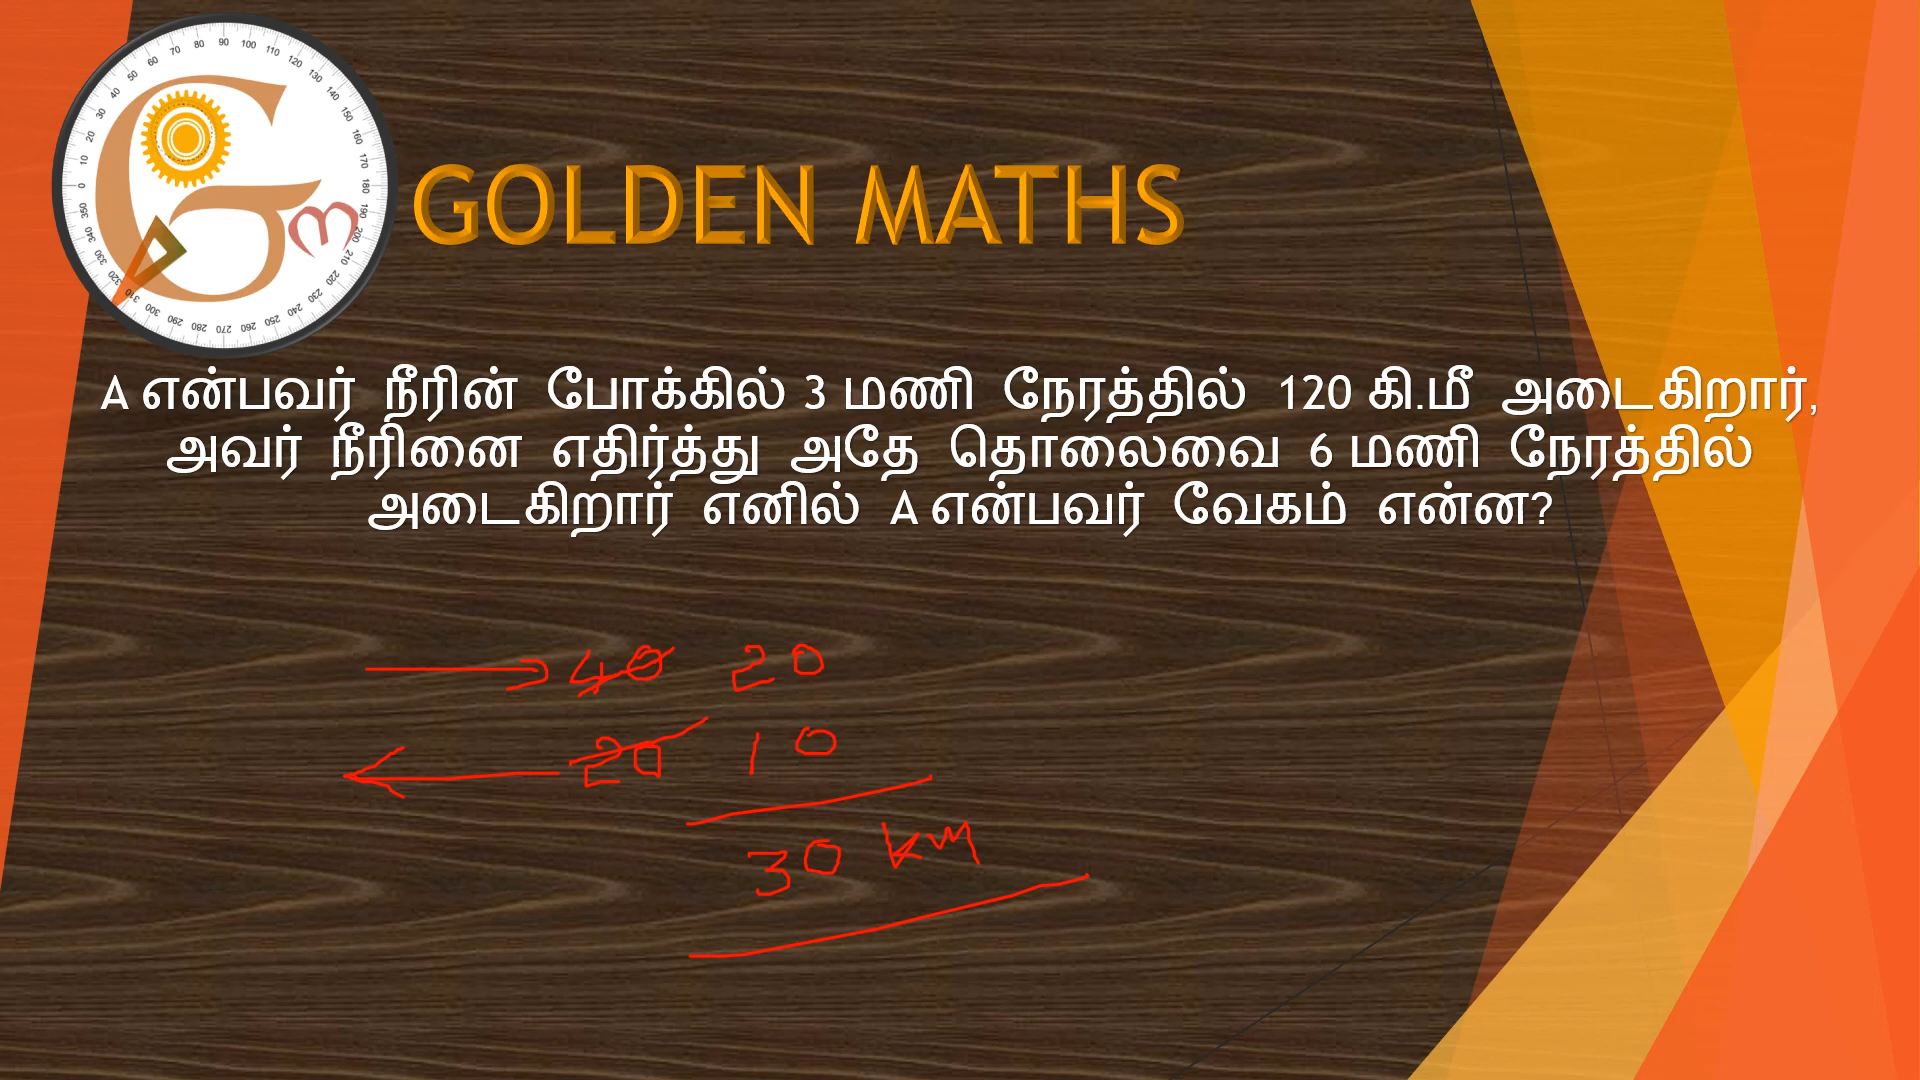 GOLDEN MATHS
A என்பவர் நீரின் போக்கில் 3 மணி நேரத்தில் 120 கி.மீ அடைகிறார்,
அவர் நீரினை எதிர்த்து அதே தொலைவை 6 மணி நேரத்தில்
அடைகிறார் எனில் A என்பவர் வேகம் என்ன?
40 20
20 10
30 km